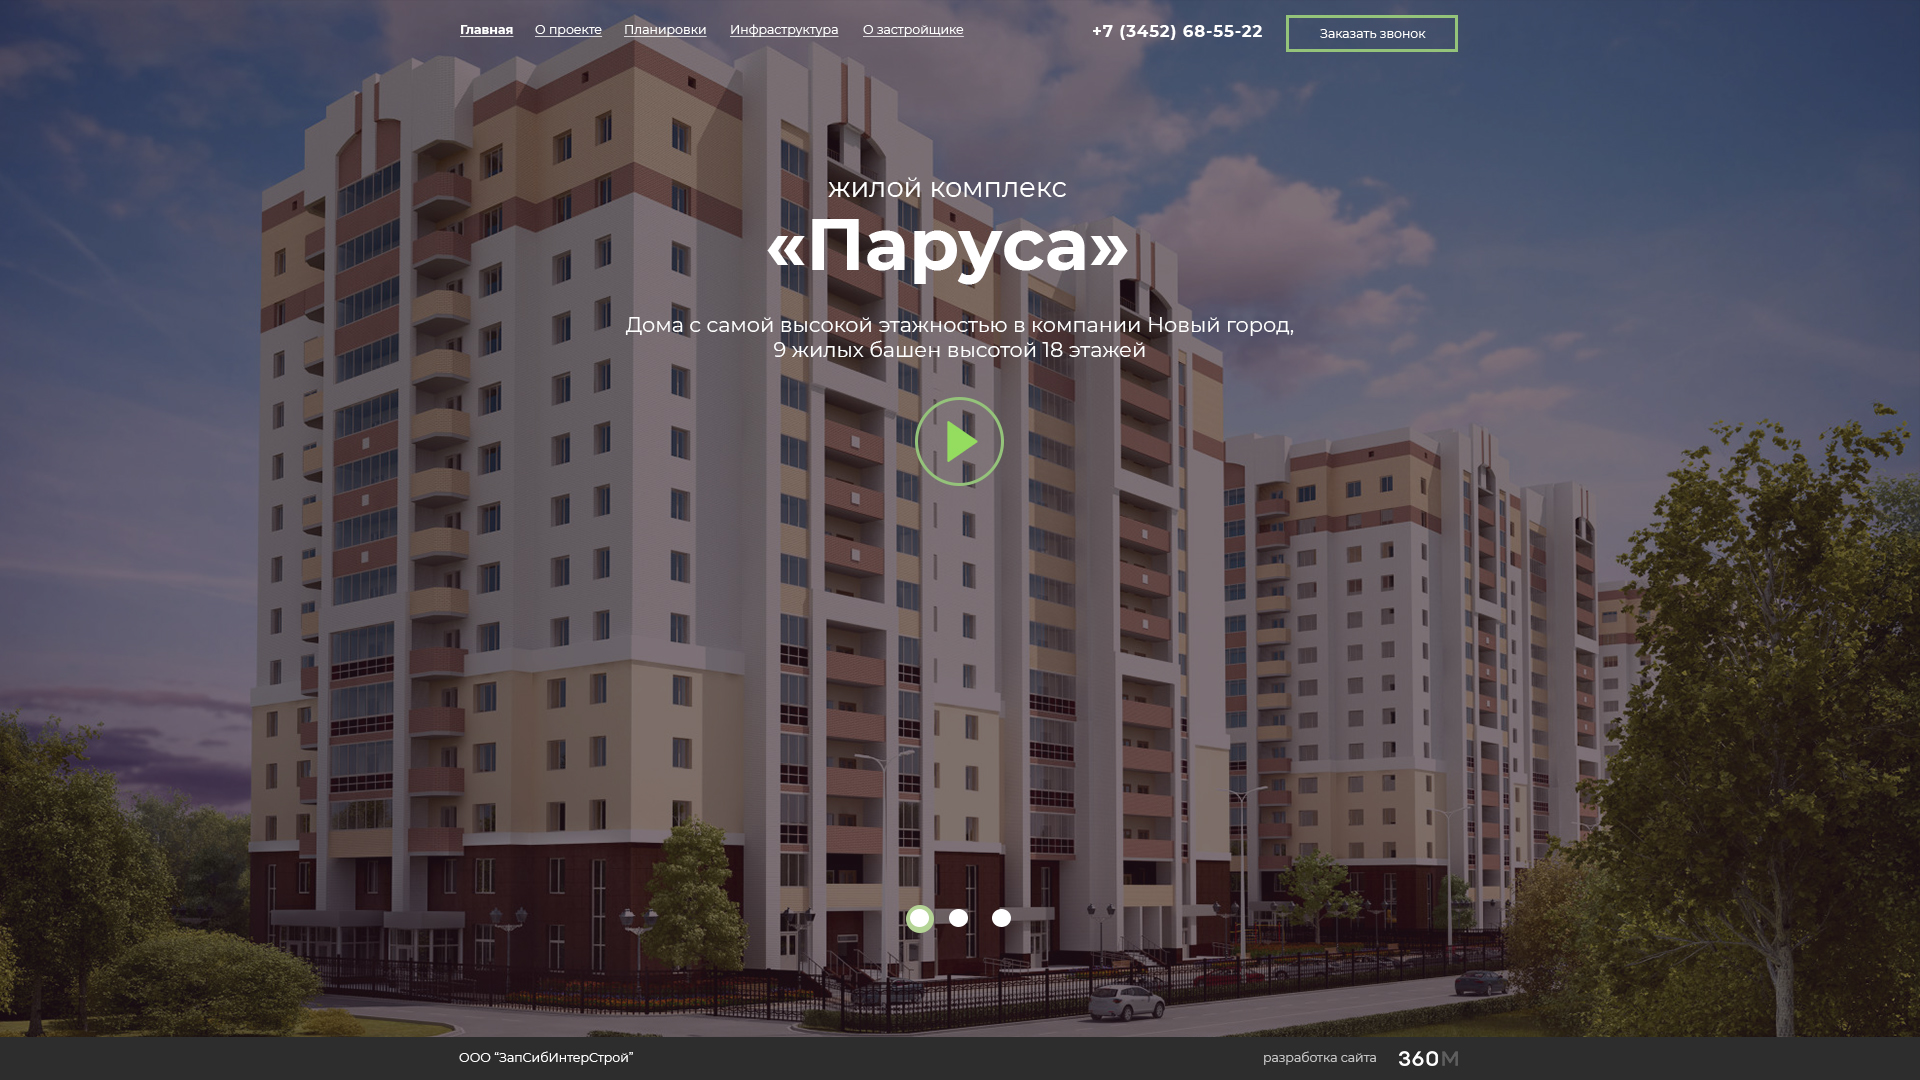 Главная О проекте Планировки Инфраструктура О застройщике +7 (3452) 68-55-22 Заказать звонок
жилой комплекс
«Паруса»
Дома с самой высокой этажностью в компании Новый город,
9 жилых башен высотой 18 этажей
ООО “ЗапСибИнтерСтрой” разработка сайта 360М